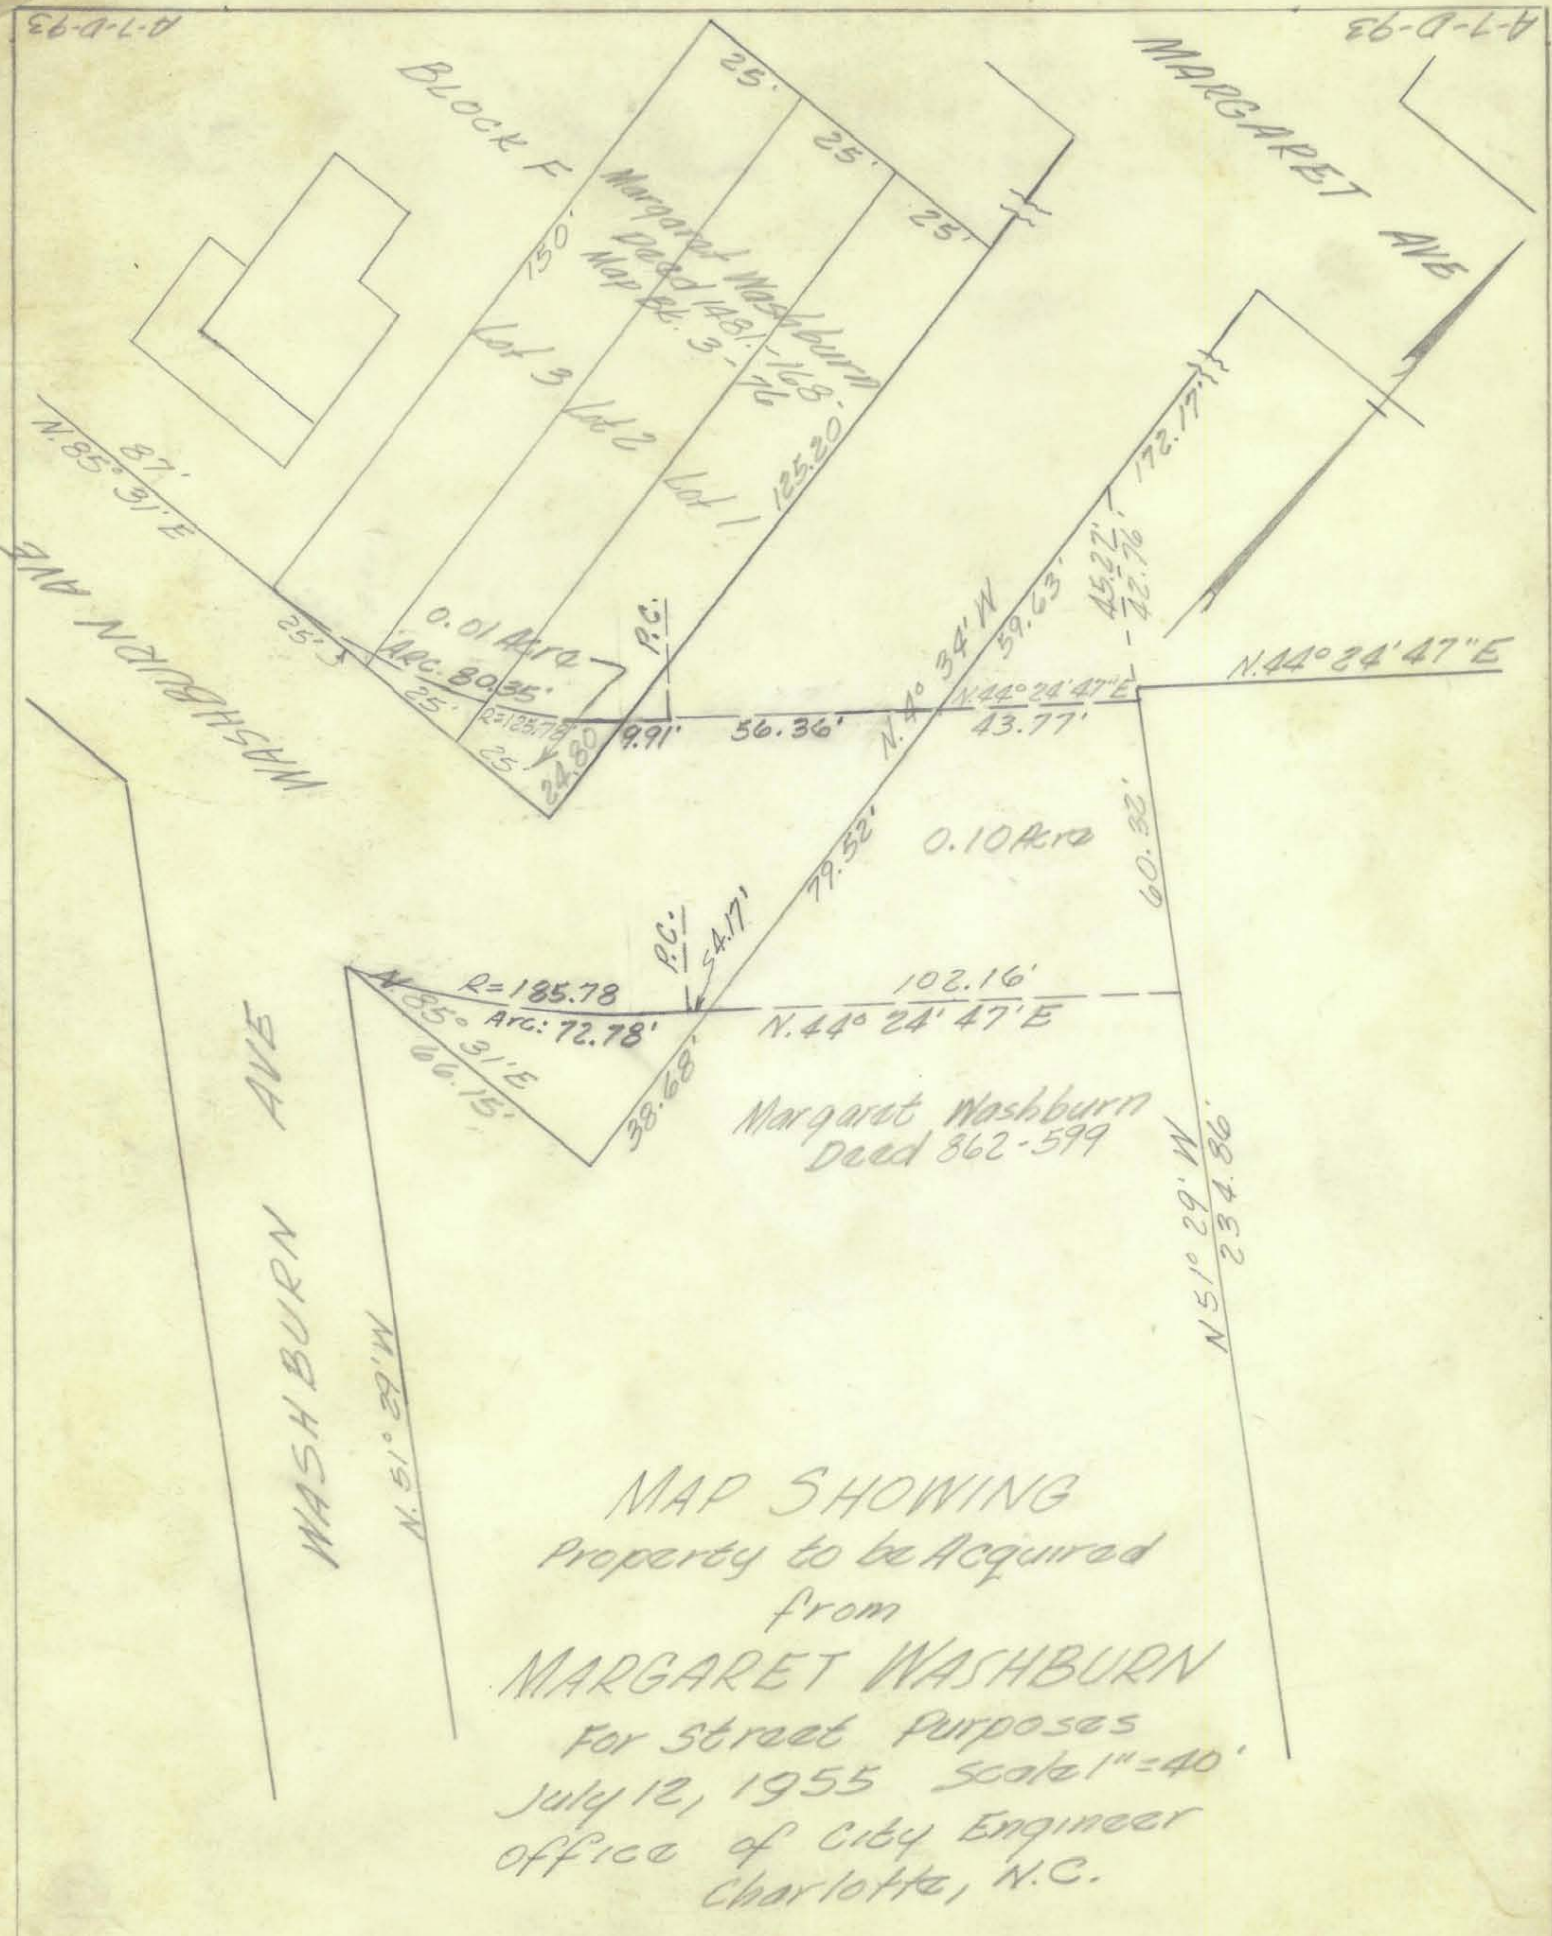 A-7-D-93
A-7-D-93
BLOCK F
MARGARET AVE
25'
25'
25'
150'
Margaret Washburn
Deed 1481-168
Map Bk. 3-76
Lot 3
Lot 2
Lot 1
125.20'
172.17'
87'
N.85° 31' E
WASHBURN AVE
25'
25'
25
0.01 Acre
ARC. 80.35'
R=125.78'
P.C.
24.80
9.91'
56.36'
N.4° 34' W
59.63'
45.27'
42.76'
N.44° 24' 47" E
43.77'
N.44° 24' 47" E
79.52'
0.10 Acre
60.32'
P.C.
54.17'
R=185.78
Arc: 72.78'
N.85° 31' E
66.15'
38.68'
102.16'
N.44° 24' 47' E
Margaret Washburn
Deed 862-599
N 51° 29' W
234.86'
WASHBURN AVE
N. 51° 29' W
MAP SHOWING
Property to be Acquired
from
MARGARET WASHBURN
For Street Purposes
July 12, 1955 Scale 1"=40'
Office of City Engineer
Charlotte, N.C.